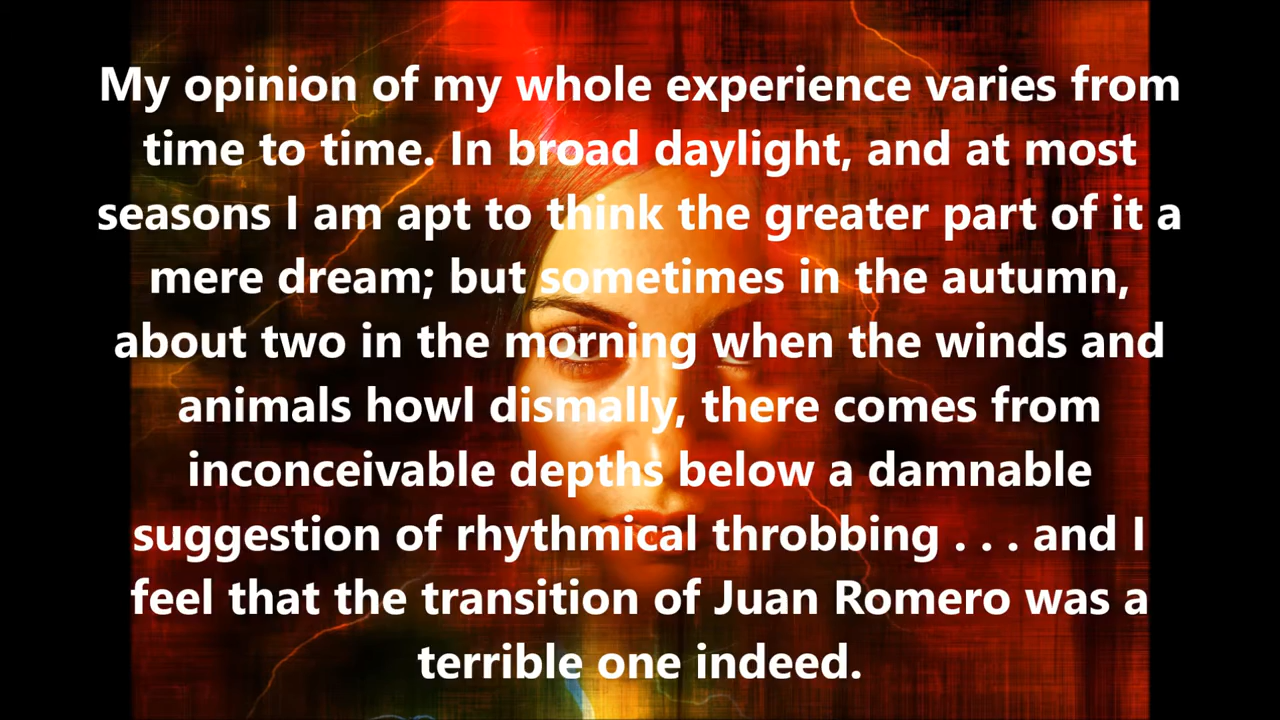 My opinion of my whole experience varies from
time to time. In broad daylight, and at most
seasons I am apt to think the greater part of it a
mere dream; but sometimes in the autumn,
about two in the morning when the winds and
animals howl dismally, there comes from
inconceivable depths below a damnable
suggestion of rhythmical throbbing . . . and I
feel that the transition of Juan Romero was a
terrible one indeed.